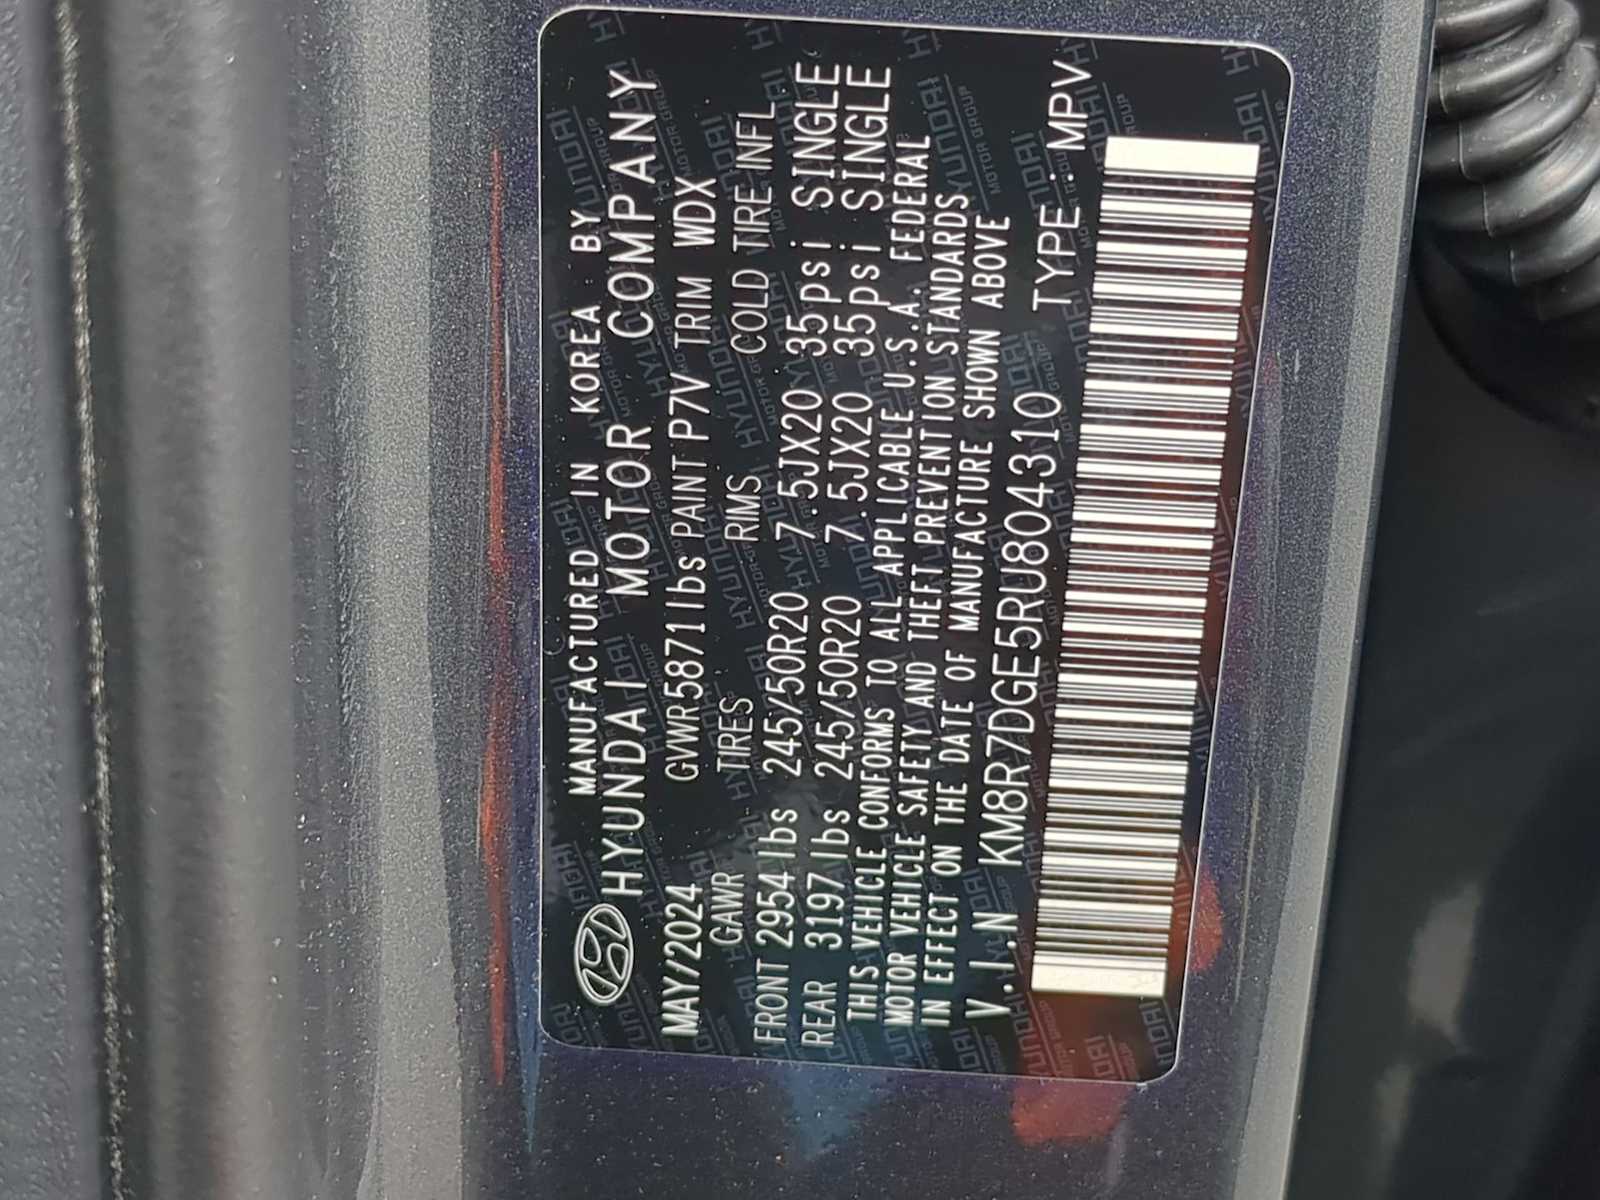 MANUFACTURED IN KOREA BY
HYUNDAI MOTOR COMPANY
MAY/2024 GVWR 5871 lbs PAINT P7V TRIM WDX
GAWR TIRES RIMS COLD TIRE INFL
FRONT 2954 lbs 245/50R20 7.5JX20 35psi SINGLE
REAR 3197 lbs 245/50R20 7.5JX20 35psi SINGLE
THIS VEHICLE CONFORMS TO ALL APPLICABLE U.S.A. FEDERAL
MOTOR VEHICLE SAFETY AND THEFT PREVENTION STANDARDS
IN EFFECT ON THE DATE OF MANUFACTURE SHOWN ABOVE
V.I.N KM8R7DGE5RU804310 TYPE:MPV